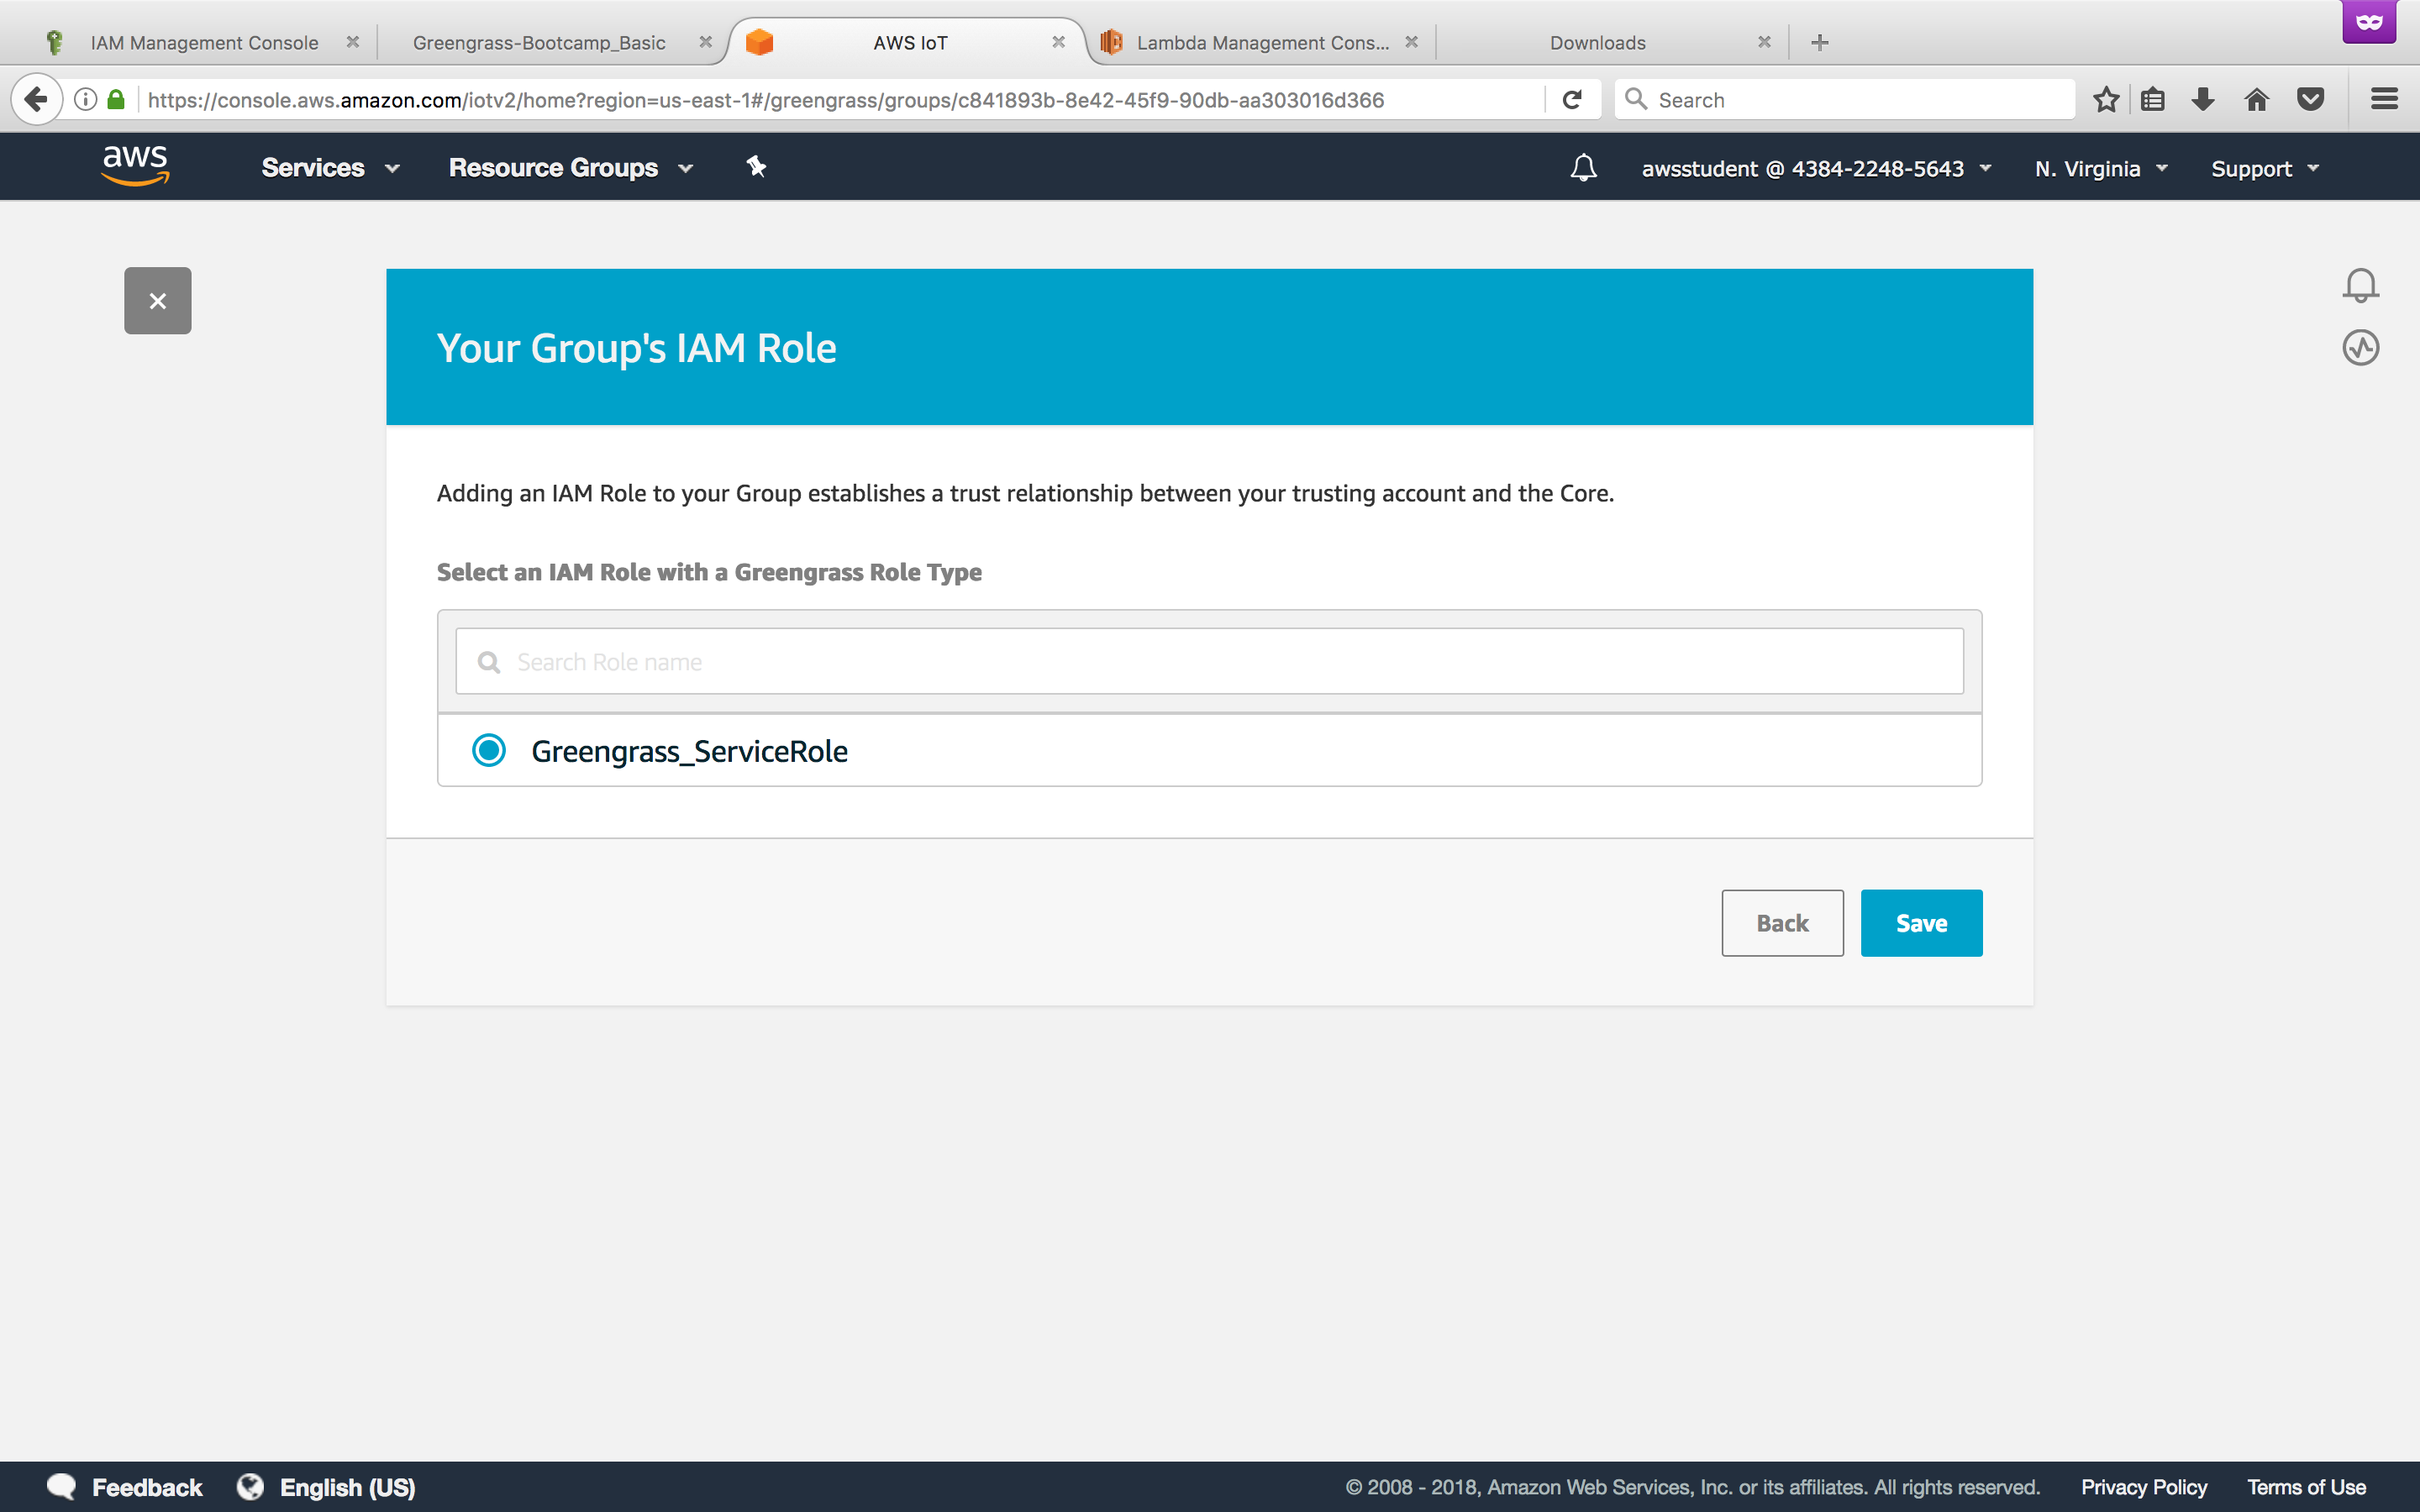 IAM Management Console
Greengrass-Bootcamp_Basic
AWS IoT
Lambda Management Cons...
Downloads
https://console.aws.amazon.com/iotv2/home?region=us-east-1#/greengrass/groups/c841893b-8e42-45f9-90db-aa303016d366
Search
aws
Services
Resource Groups
awsstudent @ 4384-2248-5643
N. Virginia
Support
Your Group's IAM Role
Adding an IAM Role to your Group establishes a trust relationship between your trusting account and the Core.
Select an IAM Role with a Greengrass Role Type
Search Role name
Greengrass_ServiceRole
Back
Save
Feedback
English (US)
© 2008 - 2018, Amazon Web Services, Inc. or its affiliates. All rights reserved.
Privacy Policy
Terms of Use